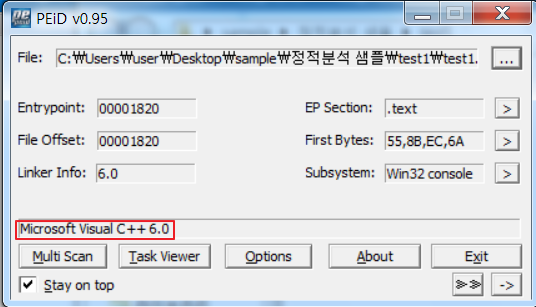 PEiD v0.95
File: C:₩Users₩user₩Desktop₩sample₩정적분석 샘플₩test1₩test1. ...
Entrypoint: 00001820 EP Section: .text >
File Offset: 00001820 First Bytes: 55,8B,EC,6A >
Linker Info: 6.0 Subsystem: Win32 console >
Microsoft Visual C++ 6.0
Multi Scan Task Viewer Options About Exit
Stay on top >> ->